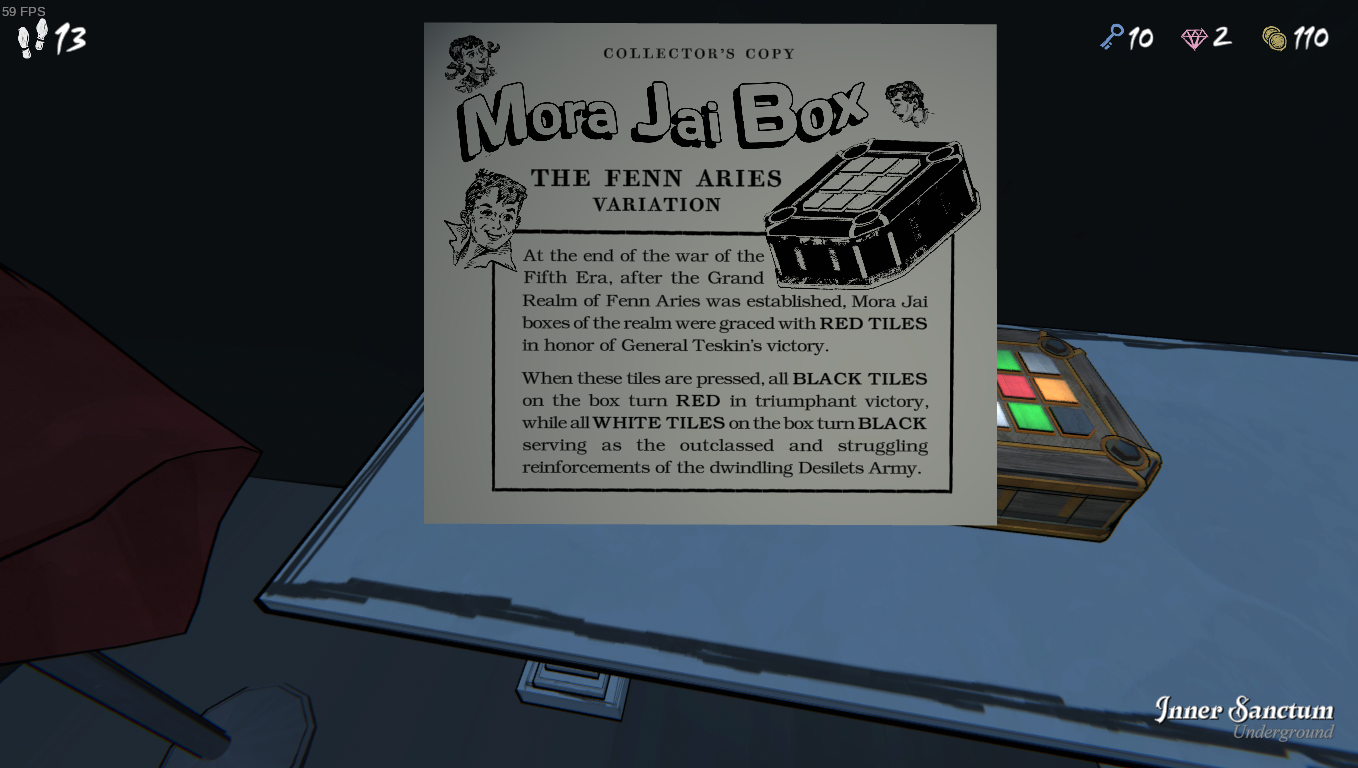 59 FPS
13
10
2
110
COLLECTOR'S COPY
Mora Jai Box
THE FENN ARIES
VARIATION
At the end of the war of the
Fifth Era, after the Grand
Realm of Fenn Aries was established, Mora Jai
boxes of the realm were graced with RED TILES
in honor of General Teskin's victory.
When these tiles are pressed, all BLACK TILES
on the box turn RED in triumphant victory,
while all WHITE TILES on the box turn BLACK
serving as the outclassed and struggling
reinforcements of the dwindling Desilets Army.
Inner Sanctum
Underground